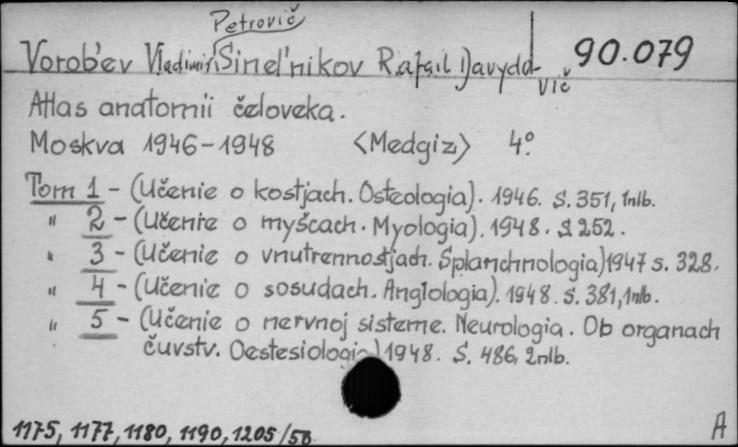 Petrovič
Vorob'ev Vladimir Sinel'nikov Rafail Davydo- 90.079
vič
Atlas anatomii čeloveka.
Moskva 1946-1948 <Medgiz> 4°
Tom 1 - (Učenie o kostjach. Osteologia). 1946. S. 351, 1nlb.
" 2 - (Učenie o myšcach. Myologia). 1948. S 252.
" 3 - (Učenie o vnutrennostjach. Splanchnologia) 1947 s. 328.
" 4 - (Učenie o sosudach. Angiologia). 1948. S. 381, 1nlb.
" 5 - (Učenie o nervnoj sisteme. Neurologia. Ob organach
čuvstv. Oestesiologia) 1948. S. 486, 2nlb.
1175, 1177, 1180, 1190, 1205/58
A